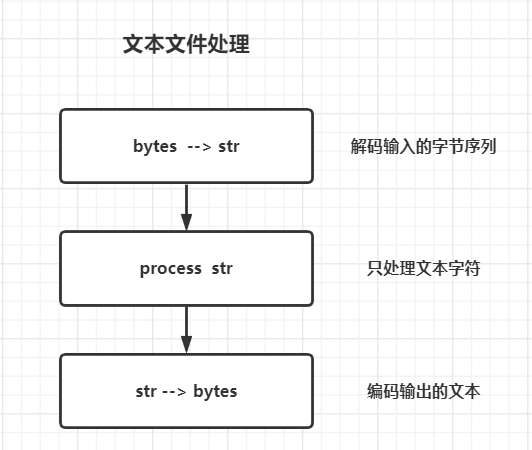 文本文件处理
bytes --> str
解码输入的字节序列
process str
只处理文本字符
str --> bytes
编码输出的文本